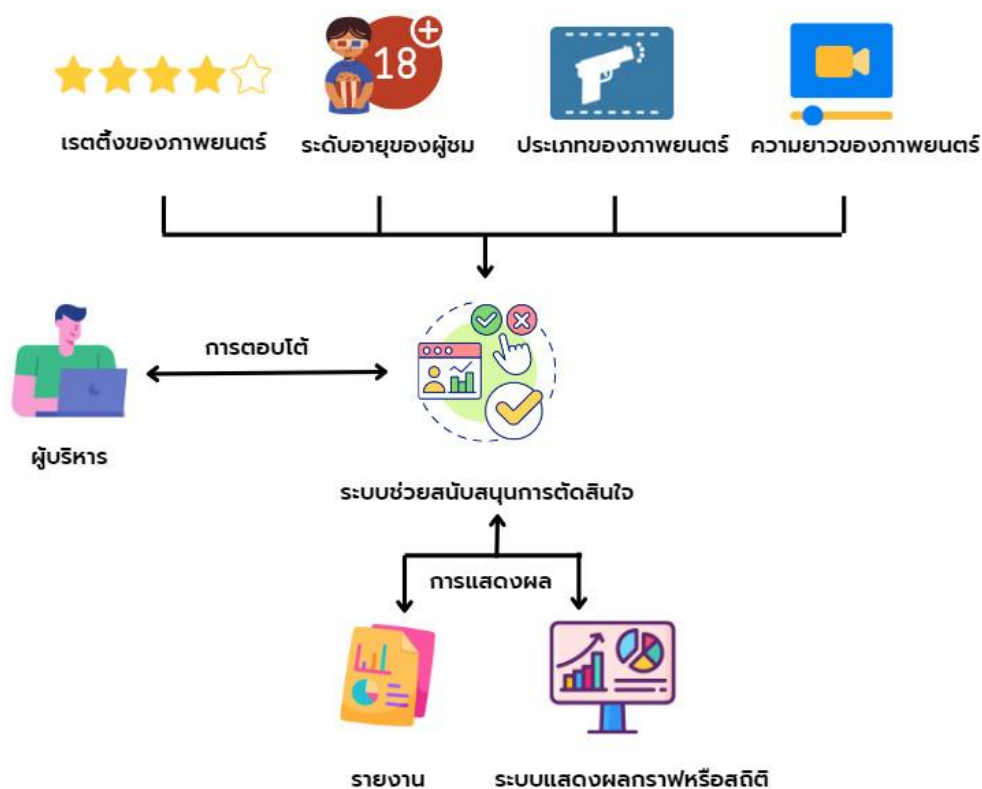 18+
เรตติ้งของภาพยนตร์
ระดับอายุของผู้ชม
ประเภทของภาพยนตร์
ความยาวของภาพยนตร์
การตอบโต้
ผู้บริหาร
ระบบช่วยสนับสนุนการตัดสินใจ
การแสดงผล
รายงาน
ระบบแสดงผลกราฟหรือสถิติ